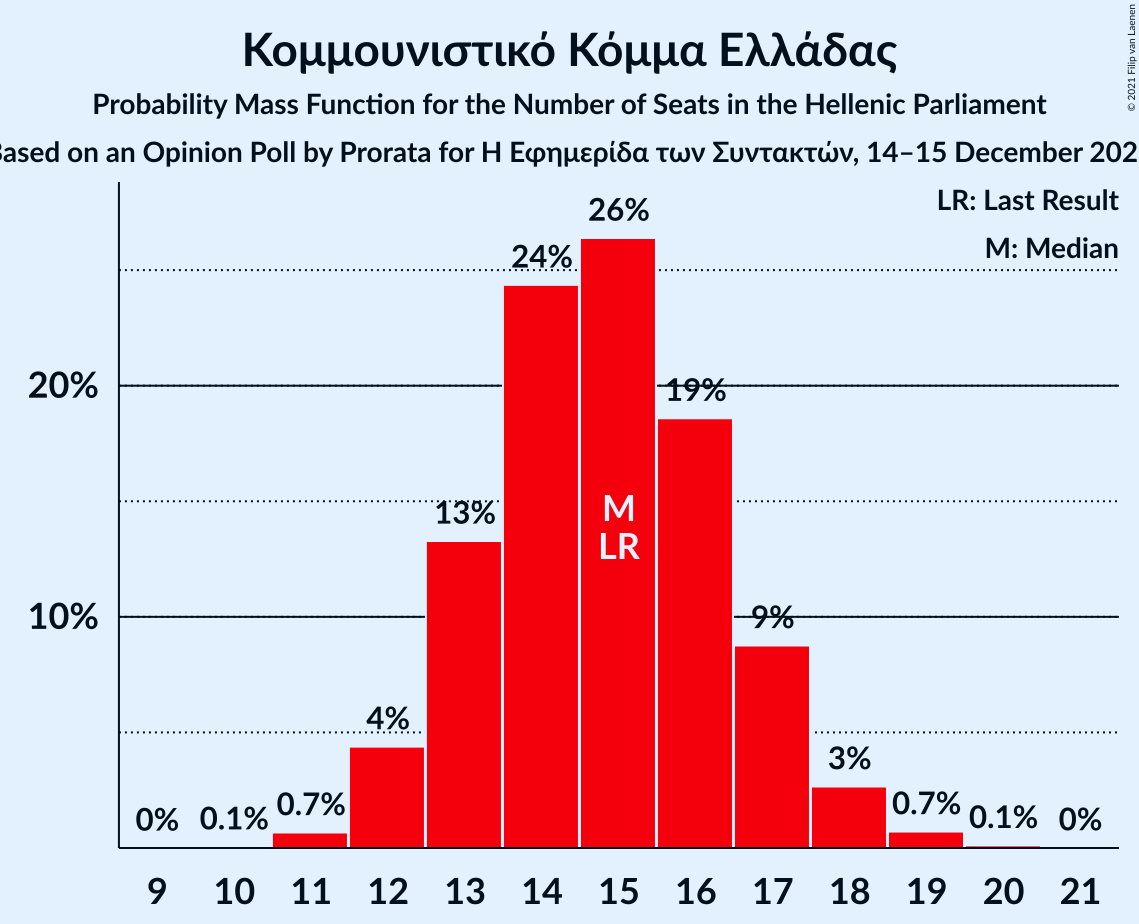 Κομμουνιστικό Κόμμα Ελλάδας
Probability Mass Function for the Number of Seats in the Hellenic Parliament
ased on an Opinion Poll by Prorata for Η Εφημερίδα των Συντακτών, 14–15 December 202
© 2021 Filip van Laenen
LR: Last Result
M: Median
26%
24%
20%
19%
M
LR
13%
10%
9%
4%
3%
0%
0.1%
0.7%
0.7%
0.1%
0%
9 10 11 12 13 14 15 16 17 18 19 20 21